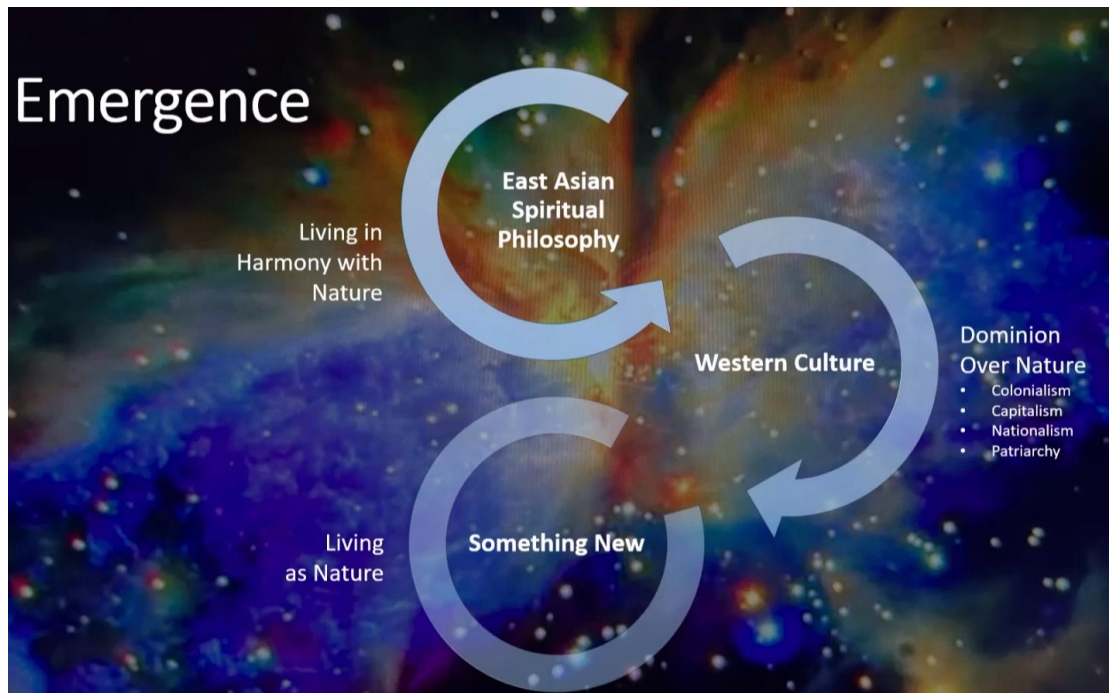 Emergence
East Asian
Spiritual
Philosophy
Living in
Harmony with
Nature
Western Culture
Dominion
Over Nature
• Colonialism
• Capitalism
• Nationalism
• Patriarchy
Something New
Living
as Nature